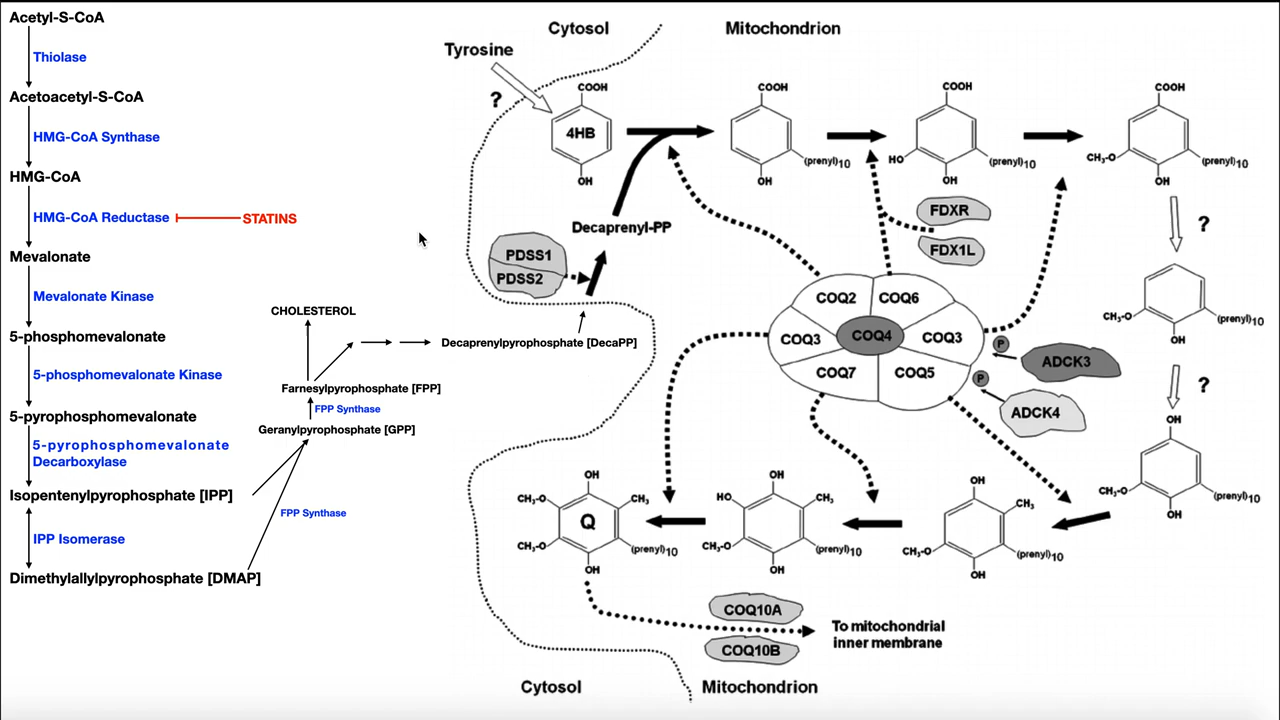 Acetyl-S-CoA
Thiolase
Acetoacetyl-S-CoA
HMG-CoA Synthase
HMG-CoA
HMG-CoA Reductase
STATINS
Mevalonate
Mevalonate Kinase
5-phosphomevalonate
5-phosphomevalonate Kinase
5-pyrophosphomevalonate
5-pyrophosphomevalonate
Decarboxylase
Isopentenylpyrophosphate [IPP]
IPP Isomerase
Dimethylallylpyrophosphate [DMAP]
FPP Synthase
Geranylpyrophosphate [GPP]
FPP Synthase
Farnesylpyrophosphate [FPP]
CHOLESTEROL
Decaprenylpyrophosphate [DecaPP]
Cytosol
Mitochondrion
Tyrosine
?
COOH
4HB
OH
COOH
(prenyl)10
OH
COOH
HO
(prenyl)10
OH
COOH
CH₃-O
(prenyl)10
OH
Decaprenyl-PP
PDSS1
PDSS2
FDXR
FDX1L
?
COQ2
COQ6
COQ3
COQ4
COQ3
COQ7
COQ5
P
ADCK3
P
ADCK4
CH₃-O
(prenyl)10
OH
?
OH
CH₃-O
(prenyl)10
OH
OH
CH₃
CH₃-O
(prenyl)10
OH
OH
HO
CH₃
CH₃-O
(prenyl)10
OH
OH
CH₃-O
CH₃
Q
CH₃-O
(prenyl)10
OH
COQ10A
COQ10B
To mitochondrial
inner membrane
Cytosol
Mitochondrion